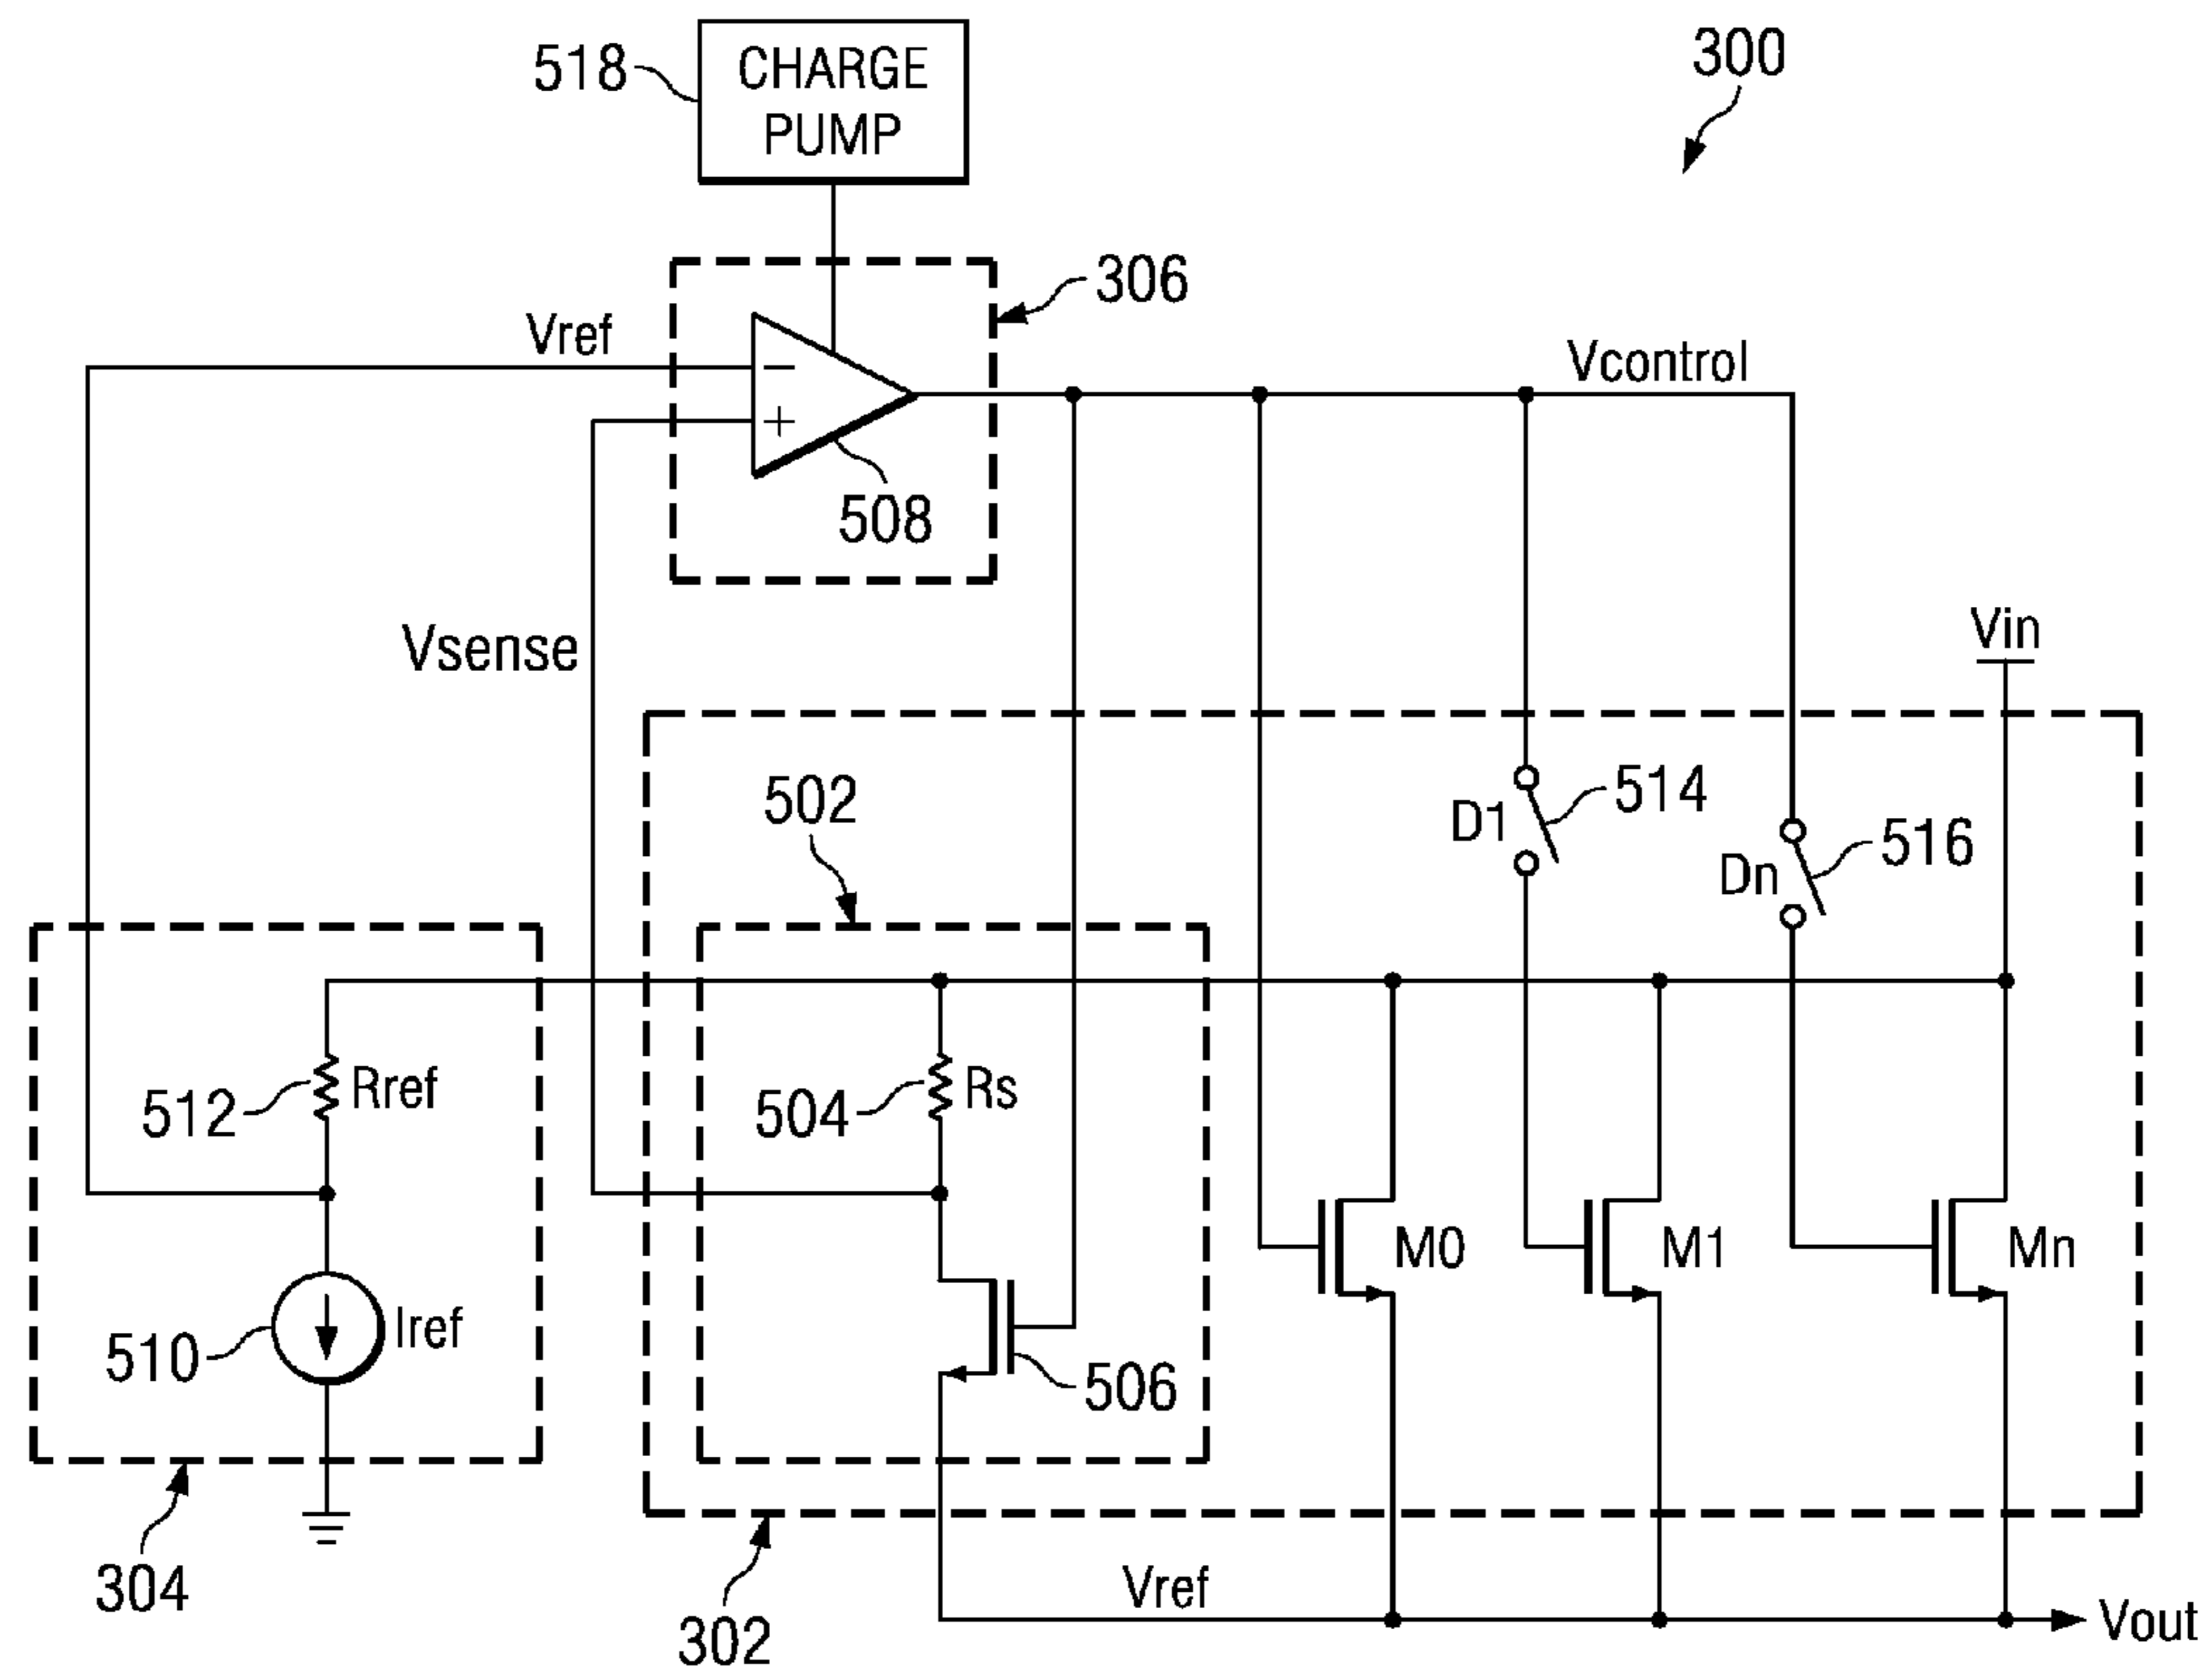 518
CHARGE
PUMP
300
306
Vref
−
+
508
Vcontrol
Vsense
Vin
502
D1
514
Dn
516
512
Rref
504
Rs
M0
M1
Mn
510
Iref
506
304
302
Vref
Vout